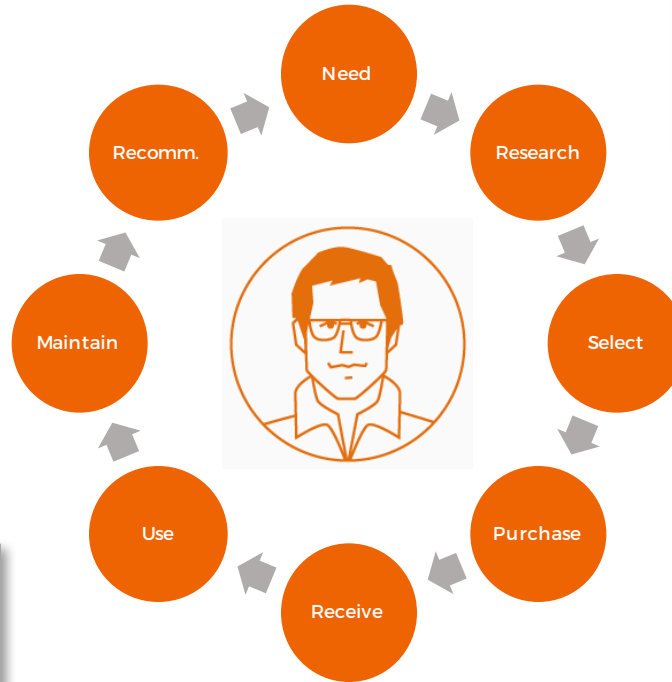 Need
Research
Select
Purchase
Receive
Use
Maintain
Recomm.